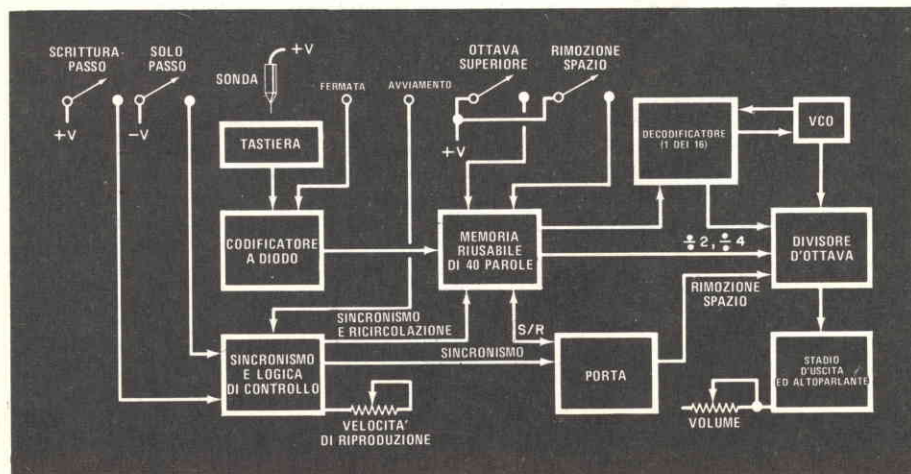 SCRITTURA-
PASSO
SOLO
PASSO
+V
SONDA
FERMATA
AVVIAMENTO
OTTAVA
SUPERIORE
RIMOZIONE
SPAZIO
+V
-V
+V
TASTIERA
DECODIFICATORE
(1 DEI 16)
VCO
CODIFICATORE
A DIODO
MEMORIA
RIUSABILE
DI 40 PAROLE
÷2, ÷4
DIVISORE
D'OTTAVA
RIMOZIONE
SPAZIO
SINCRONISMO
E RICIRCOLAZIONE
S/R
SINCRONISMO
SINCRONISMO
E LOGICA
DI CONTROLLO
PORTA
STADIO
D'USCITA
ED ALTOPARLANTE
VELOCITA'
DI RIPRODUZIONE
VOLUME